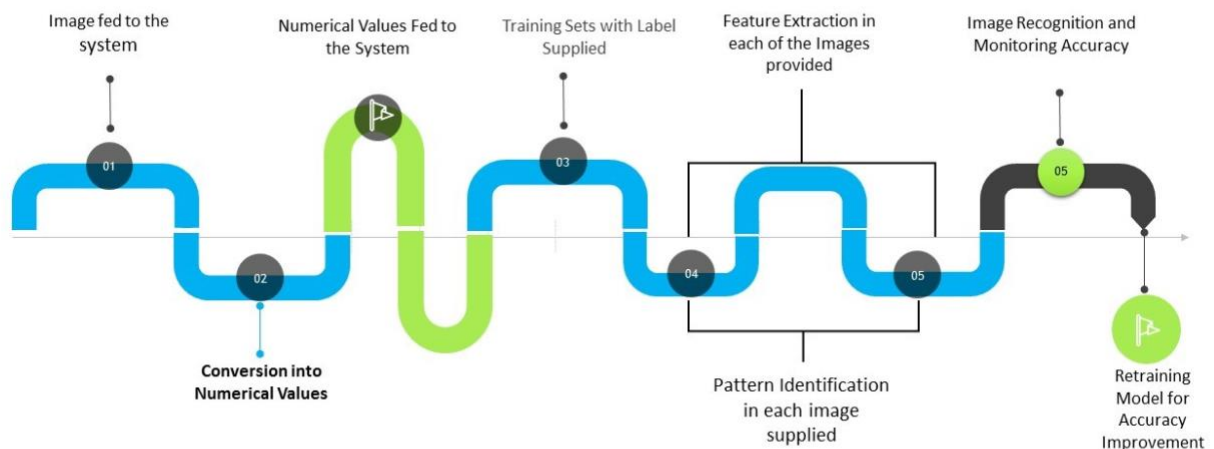 Image fed to the
system
01
02
Conversion into
Numerical Values
Numerical Values Fed to
the System
Training Sets with Label
Supplied
03
Feature Extraction in
each of the Images
provided
04
05
Pattern Identification
in each image
supplied
Image Recognition and
Monitoring Accuracy
05
Retraining
Model for
Accuracy
Improvement